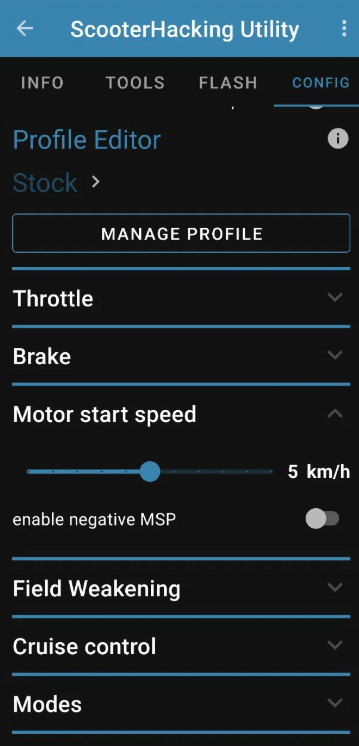 ScooterHacking Utility
INFO TOOLS FLASH CONFIG
Profile Editor
Stock
MANAGE PROFILE
Throttle
Brake
Motor start speed
5 km/h
enable negative MSP
Field Weakening
Cruise control
Modes